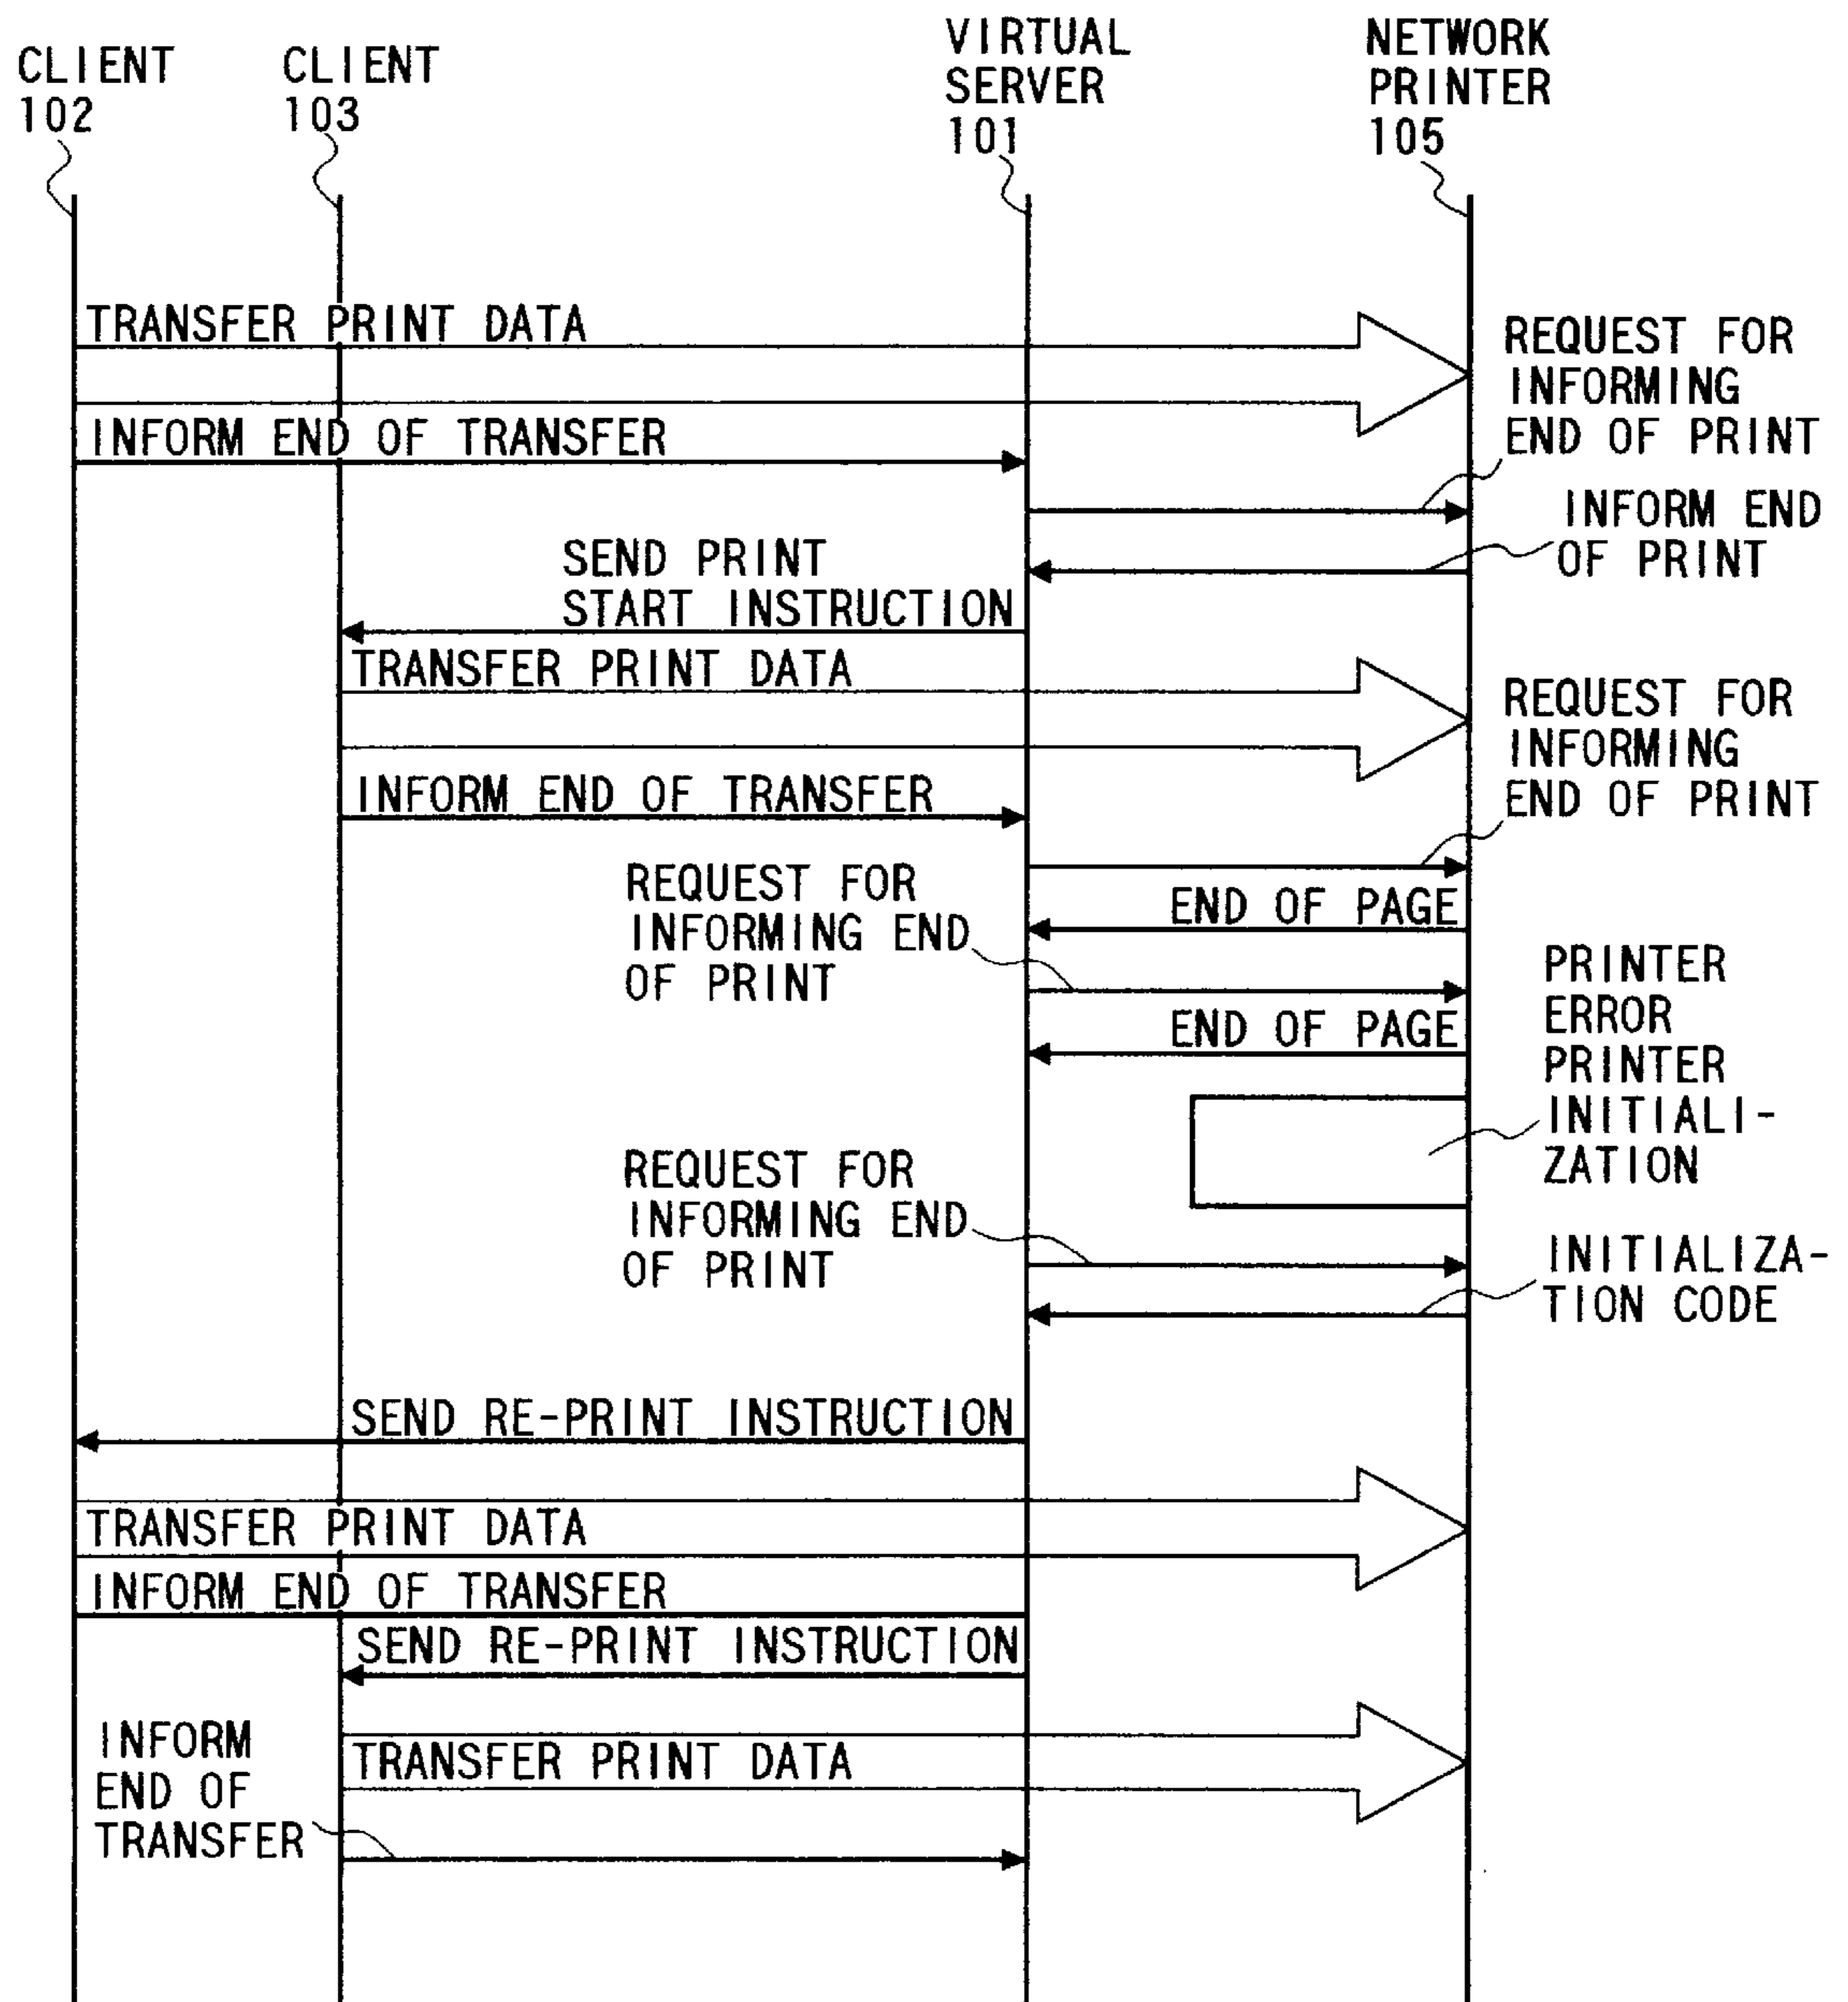 CLIENT
102
CLIENT
103
VIRTUAL
SERVER
101
NETWORK
PRINTER
105
TRANSFER PRINT DATA
REQUEST FOR
INFORMING
END OF PRINT
INFORM END OF TRANSFER
INFORM END
OF PRINT
SEND PRINT
START INSTRUCTION
TRANSFER PRINT DATA
REQUEST FOR
INFORMING
END OF PRINT
INFORM END OF TRANSFER
REQUEST FOR
INFORMING END
OF PRINT
END OF PAGE
END OF PAGE
PRINTER
ERROR
PRINTER
INITIALI-
ZATION
REQUEST FOR
INFORMING END
OF PRINT
INITIALIZA-
TION CODE
SEND RE-PRINT INSTRUCTION
TRANSFER PRINT DATA
INFORM END OF TRANSFER
SEND RE-PRINT INSTRUCTION
INFORM
END OF
TRANSFER
TRANSFER PRINT DATA